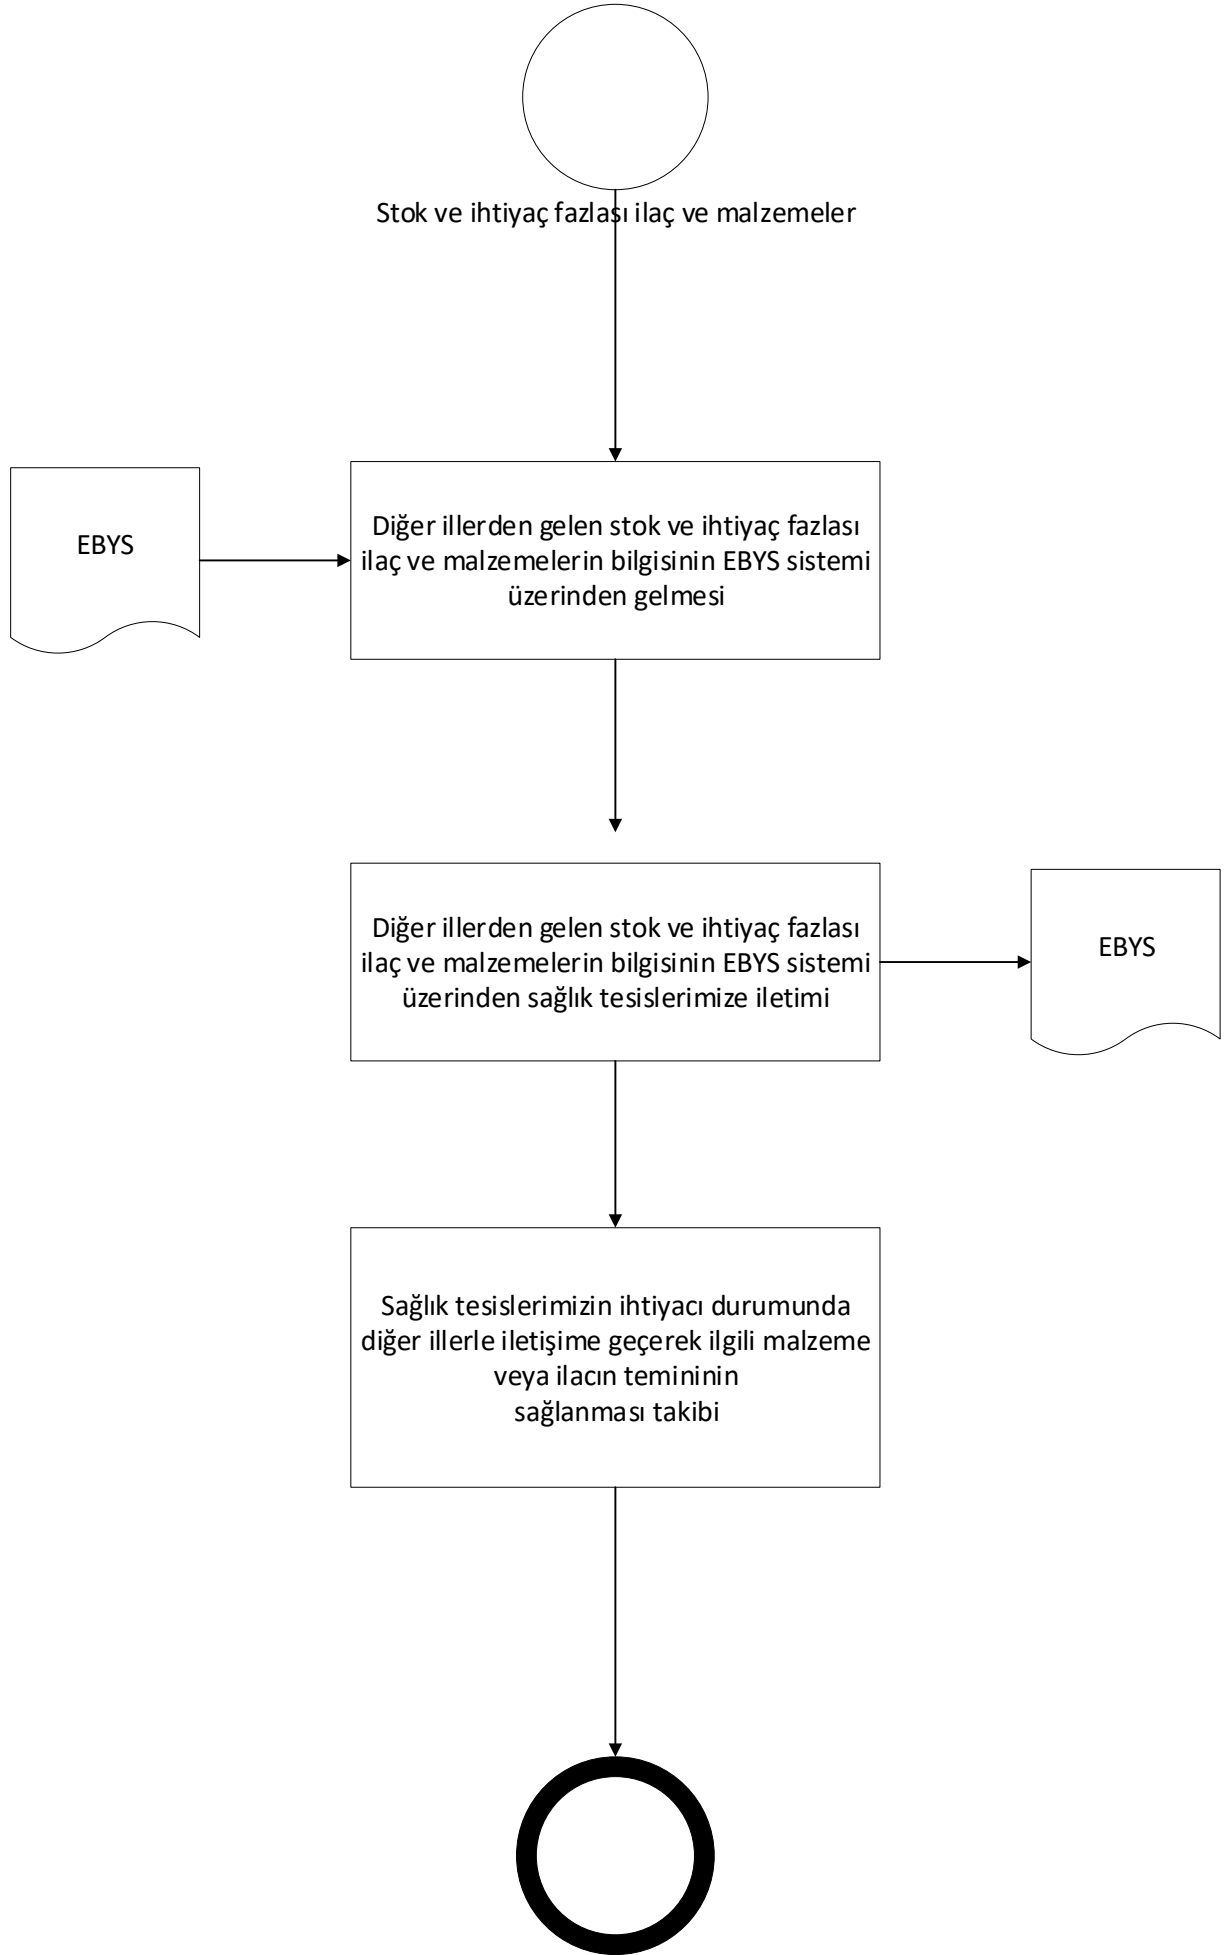 Stok ve ihtiyaç fazlası ilaç ve malzemeler
EBYS
Diğer illerden gelen stok ve ihtiyaç fazlası
ilaç ve malzemelerin bilgisinin EBYS sistemi
üzerinden gelmesi
Diğer illerden gelen stok ve ihtiyaç fazlası
ilaç ve malzemelerin bilgisinin EBYS sistemi
üzerinden sağlık tesislerimize iletimi
EBYS
Sağlık tesislerimizin ihtiyacı durumunda
diğer illerle iletişime geçerek ilgili malzeme
veya ilacın temininin
sağlanması takibi